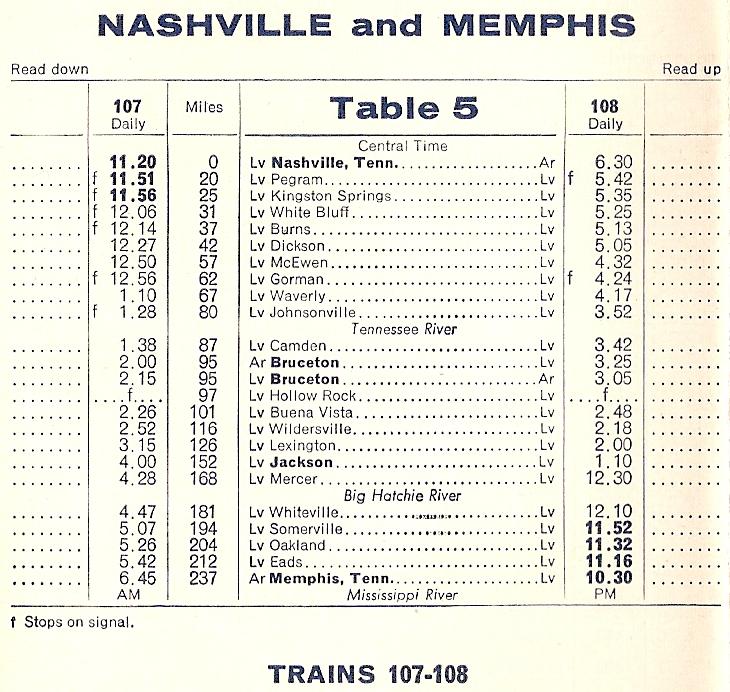 NASHVILLE and MEMPHIS
Read down Read up
107 Daily Miles Table 5 108 Daily
Central Time
........ 11.20 0 Lv Nashville, Tenn. ........ Ar 6.30 ........
........ f 11.51 20 Lv Pegram ........ Lv f 5.42 ........
........ f 11.56 25 Lv Kingston Springs ........ Lv 5.35 ........
........ f 12.06 31 Lv White Bluff ........ Lv 5.25 ........
........ f 12.14 37 Lv Burns ........ Lv 5.13 ........
........ 12.27 42 Lv Dickson ........ Lv 5.05 ........
........ 12.50 57 Lv McEwen ........ Lv 4.32 ........
........ f 12.56 62 Lv Gorman ........ Lv f 4.24 ........
........ 1.10 67 Lv Waverly ........ Lv 4.17 ........
........ f 1.28 80 Lv Johnsonville ........ Lv 3.52 ........
Tennessee River
........ 1.38 87 Lv Camden ........ Lv 3.42 ........
........ 2.00 95 Ar Bruceton ........ Lv 3.25 ........
........ 2.15 95 Lv Bruceton ........ Ar 3.05 ........
........ ....f.... 97 Lv Hollow Rock ........ Lv ....f.... ........
........ 2.26 101 Lv Buena Vista ........ Lv 2.48 ........
........ 2.52 116 Lv Wildersville ........ Lv 2.18 ........
........ 3.15 126 Lv Lexington ........ Lv 2.00 ........
........ 4.00 152 Lv Jackson ........ Lv 1.10 ........
........ 4.28 168 Lv Mercer ........ Lv 12.30 ........
Big Hatchie River
........ 4.47 181 Lv Whiteville ........ Lv 12.10 ........
........ 5.07 194 Lv Somerville ........ Lv 11.52 ........
........ 5.26 204 Lv Oakland ........ Lv 11.32 ........
........ 5.42 212 Lv Eads ........ Lv 11.16 ........
........ 6.45 237 Ar Memphis, Tenn. ........ Lv 10.30 ........
AM Mississippi River PM
f Stops on signal.
TRAINS 107-108